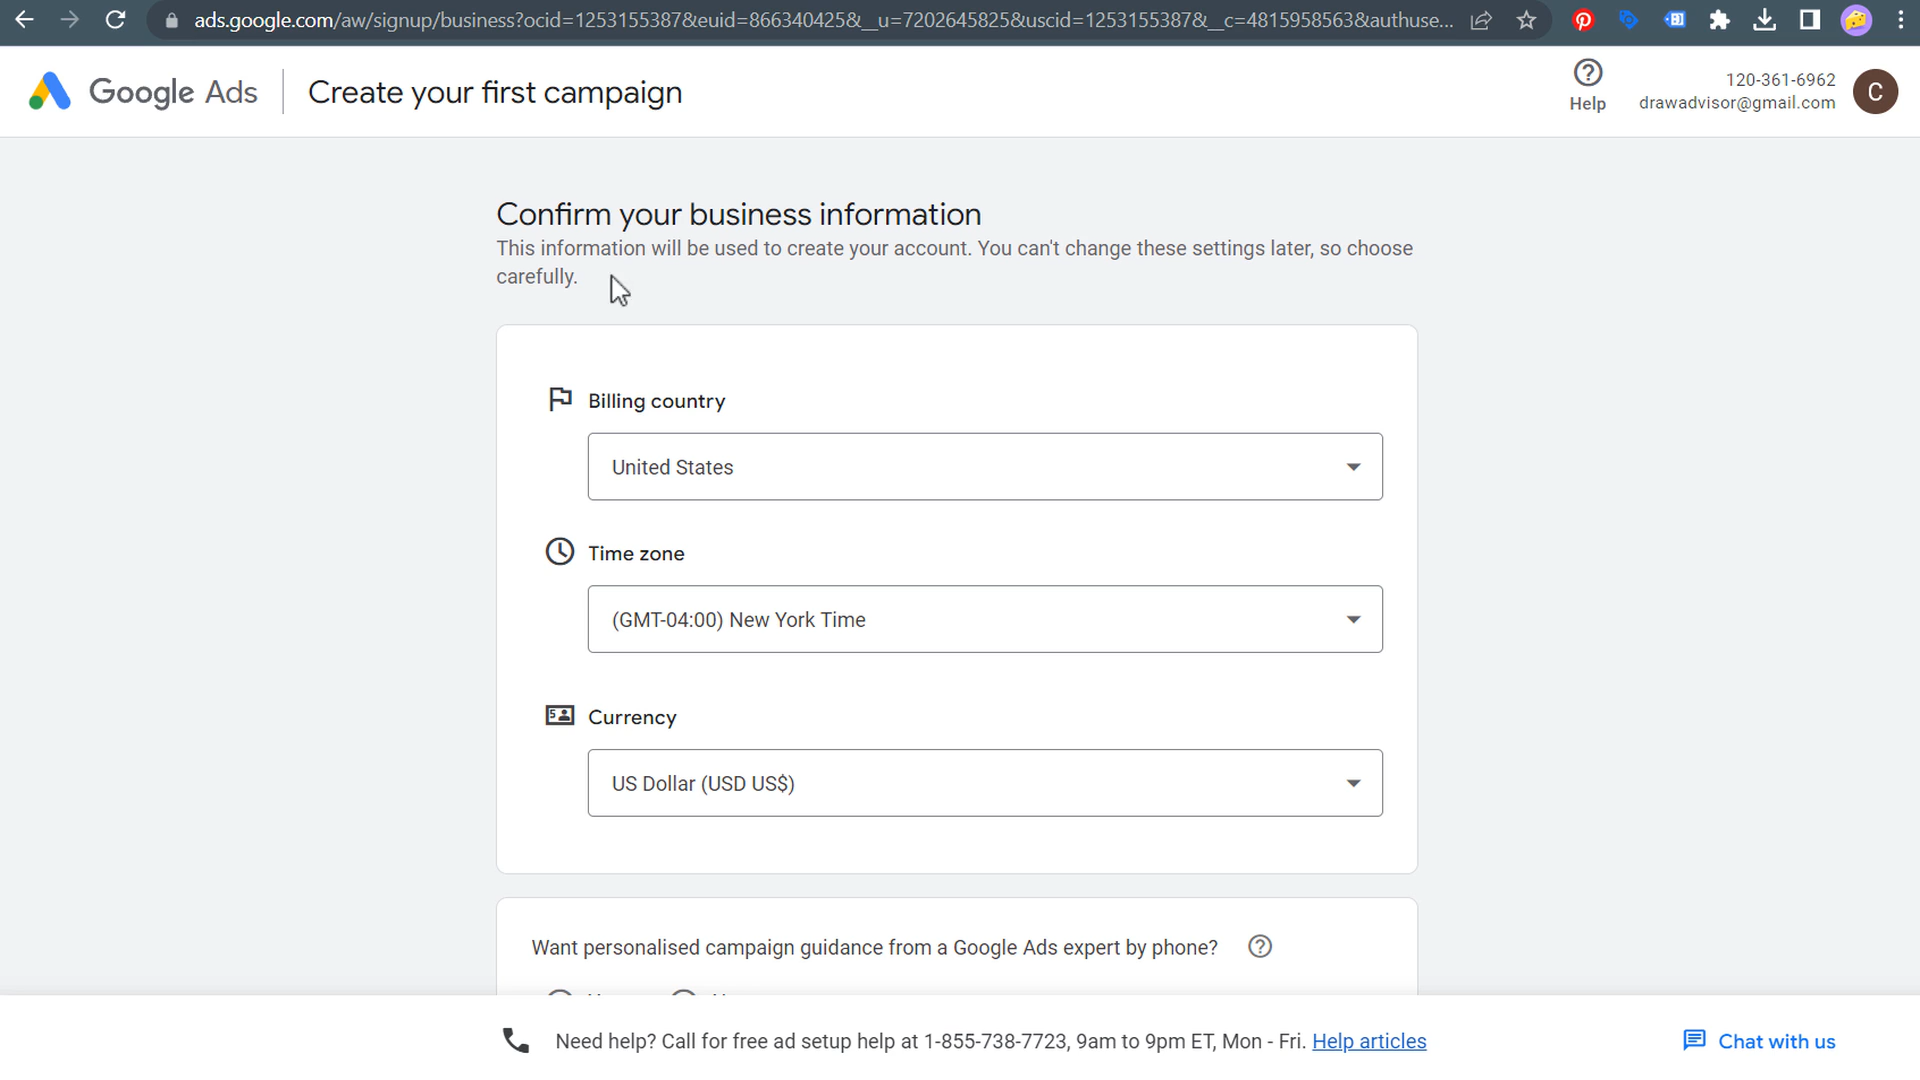 ads.google.com/aw/signup/business?ocid=1253155387&euid=866340425&__u=7202645825&uscid=1253155387&__c=4815958563&authuse...
Google Ads
Create your first campaign
Help
120-361-6962
drawadvisor@gmail.com
C
Confirm your business information
This information will be used to create your account. You can't change these settings later, so choose
carefully.
Billing country
United States
Time zone
(GMT-04:00) New York Time
Currency
US Dollar (USD US$)
Want personalised campaign guidance from a Google Ads expert by phone?
Need help? Call for free ad setup help at 1-855-738-7723, 9am to 9pm ET, Mon - Fri. Help articles
Chat with us